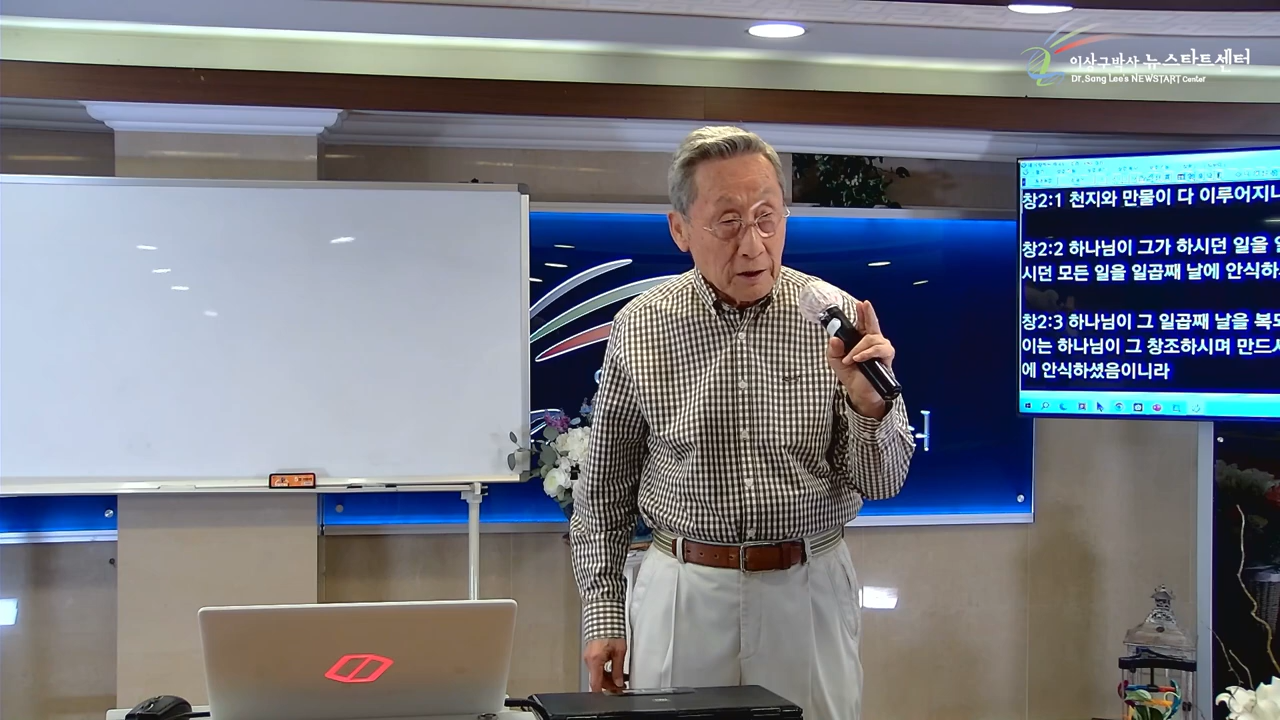 이상구박사 뉴스타트센터
Dr. Sang Lee's NEWSTART Center
창2:1 천지와 만물이 다 이루어지니
창2:2 하나님이 그가 하시던 일을
시던 모든 일을 일곱째 날에 안식하
창2:3 하나님이 그 일곱째 날을
이는 하나님이 그 창조하시며 만드시
에 안식하셨음이니라